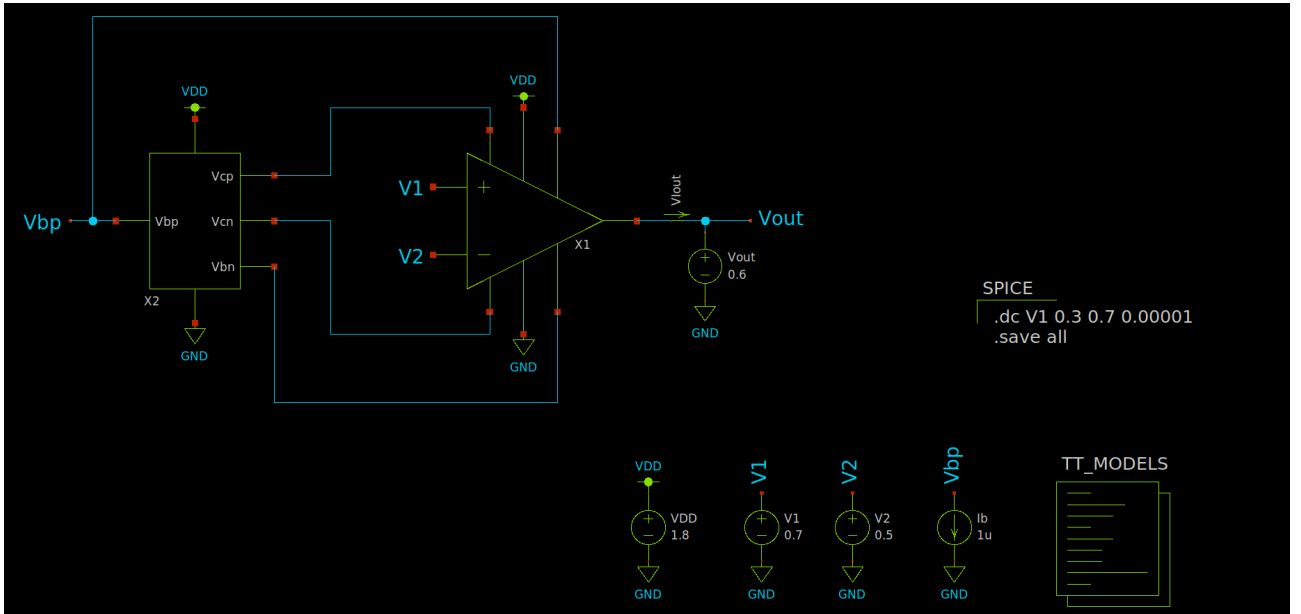 VDD
VDD
Vcp
V1
+
VIout
Vbp
Vbp
Vcn
Vout
X1
Vbn
V2
−
+
−
Vout
0.6
X2
SPICE
.dc V1 0.3 0.7 0.00001
.save all
GND
GND
GND
VDD
V1
V2
Vbp
TT_MODELS
+
−
VDD
1.8
+
−
V1
0.7
+
−
V2
0.5
Ib
1u
GND
GND
GND
GND